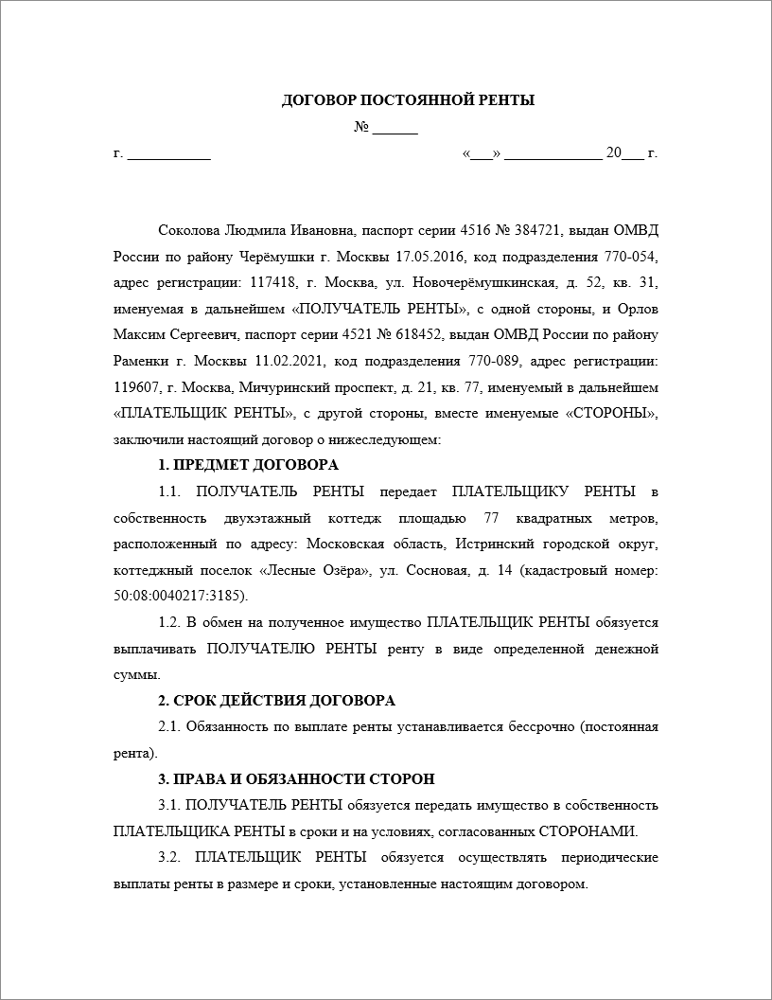 ДОГОВОР ПОСТОЯННОЙ РЕНТЫ
№ ______
г. ___________ «___» _____________ 20___ г.
Соколова Людмила Ивановна, паспорт серии 4516 № 384721, выдан ОМВД
России по району Черёмушки г. Москвы 17.05.2016, код подразделения 770-054,
адрес регистрации: 117418, г. Москва, ул. Новочерёмушкинская, д. 52, кв. 31,
именуемая в дальнейшем «ПОЛУЧАТЕЛЬ РЕНТЫ», с одной стороны, и Орлов
Максим Сергеевич, паспорт серии 4521 № 618452, выдан ОМВД России по району
Раменки г. Москвы 11.02.2021, код подразделения 770-089, адрес регистрации:
119607, г. Москва, Мичуринский проспект, д. 21, кв. 77, именуемый в дальнейшем
«ПЛАТЕЛЬЩИК РЕНТЫ», с другой стороны, вместе именуемые «СТОРОНЫ»,
заключили настоящий договор о нижеследующем:
1. ПРЕДМЕТ ДОГОВОРА
1.1. ПОЛУЧАТЕЛЬ РЕНТЫ передает ПЛАТЕЛЬЩИКУ РЕНТЫ в
собственность двухэтажный коттедж площадью 77 квадратных метров,
расположенный по адресу: Московская область, Истринский городской округ,
коттеджный поселок «Лесные Озёра», ул. Сосновая, д. 14 (кадастровый номер:
50:08:0040217:3185).
1.2. В обмен на полученное имущество ПЛАТЕЛЬЩИК РЕНТЫ обязуется
выплачивать ПОЛУЧАТЕЛЮ РЕНТЫ ренту в виде определенной денежной
суммы.
2. СРОК ДЕЙСТВИЯ ДОГОВОРА
2.1. Обязанность по выплате ренты устанавливается бессрочно (постоянная
рента).
3. ПРАВА И ОБЯЗАННОСТИ СТОРОН
3.1. ПОЛУЧАТЕЛЬ РЕНТЫ обязуется передать имущество в собственность
ПЛАТЕЛЬЩИКА РЕНТЫ в сроки и на условиях, согласованных СТОРОНАМИ.
3.2. ПЛАТЕЛЬЩИК РЕНТЫ обязуется осуществлять периодические
выплаты ренты в размере и сроки, установленные настоящим договором.